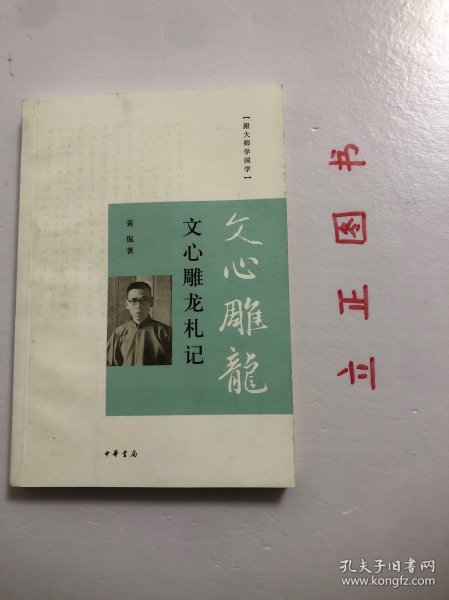 【跟大师学国学】
文心雕龍
文心雕龙札记
黄侃著
中華書局
立正图书
孔夫子旧书网
www.kongfz.com